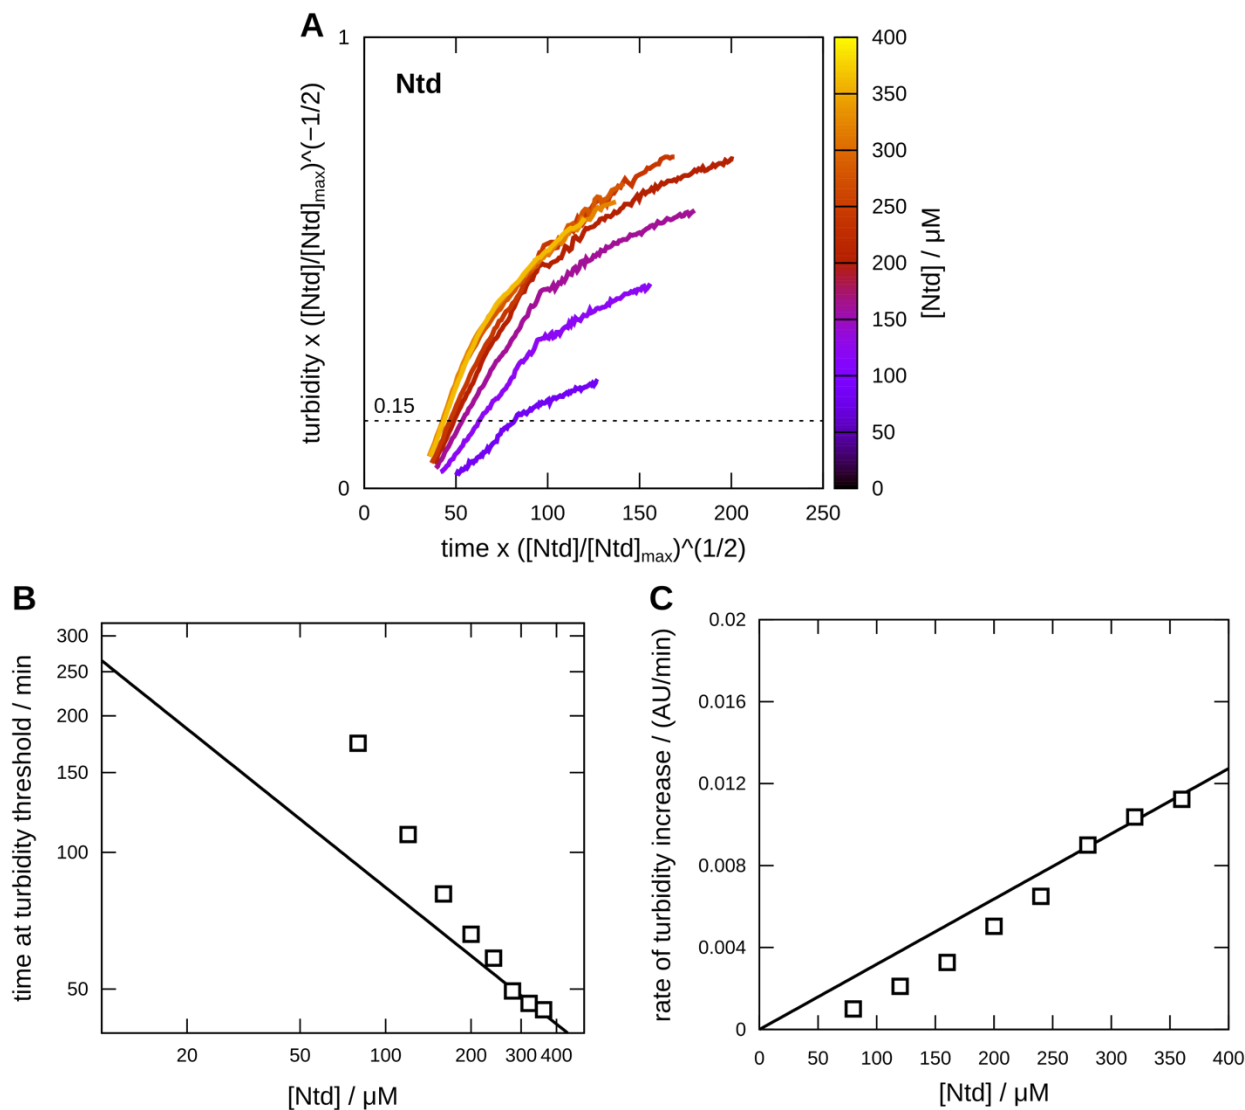 A
Ntd
turbidity x ([Ntd]/[Ntd]max)^(−1/2)
1
0.15
0
0 50 100 150 200 250
time x ([Ntd]/[Ntd]max)^(1/2)
400
350
300
250
200
150
100
50
0
[Ntd] / μM
B
time at turbidity threshold / min
300
250
200
150
100
50
20 50 100 200 300 400
[Ntd] / μM
C
rate of turbidity increase / (AU/min)
0.02
0.016
0.012
0.008
0.004
0
0 50 100 150 200 250 300 350 400
[Ntd] / μM